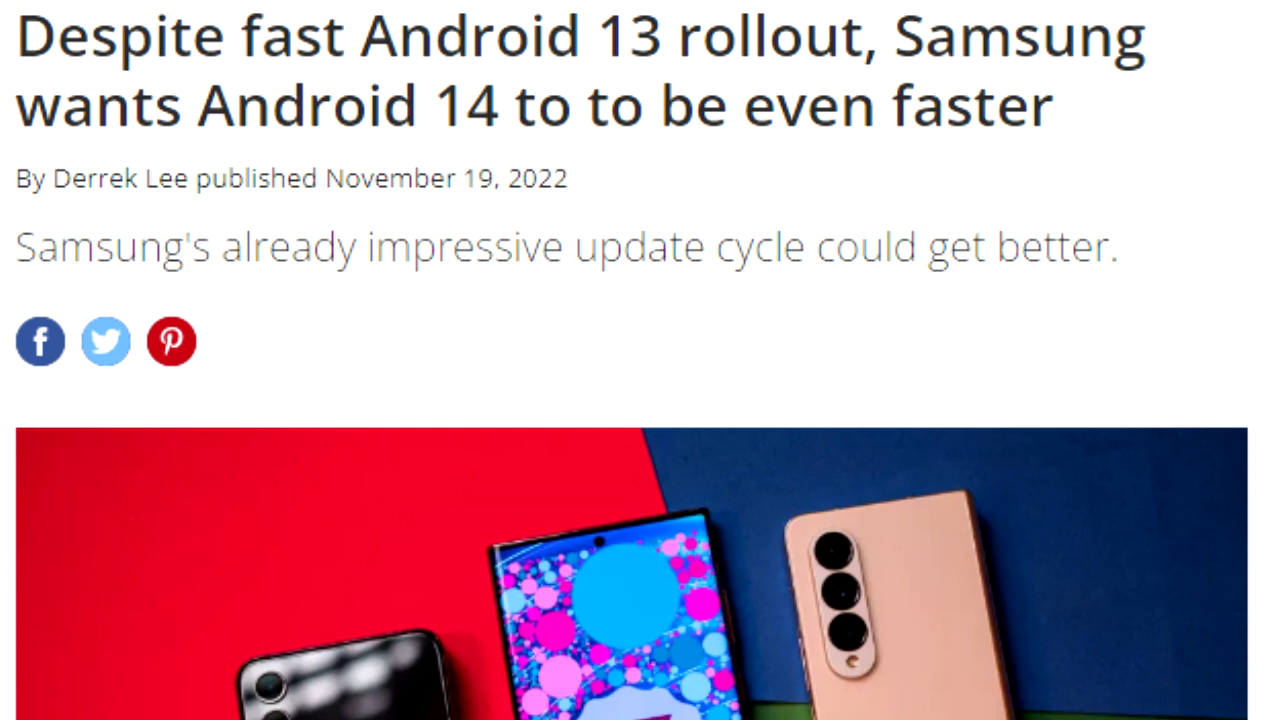 Despite fast Android 13 rollout, Samsung
wants Android 14 to to be even faster
By Derrek Lee published November 19, 2022
Samsung's already impressive update cycle could get better.